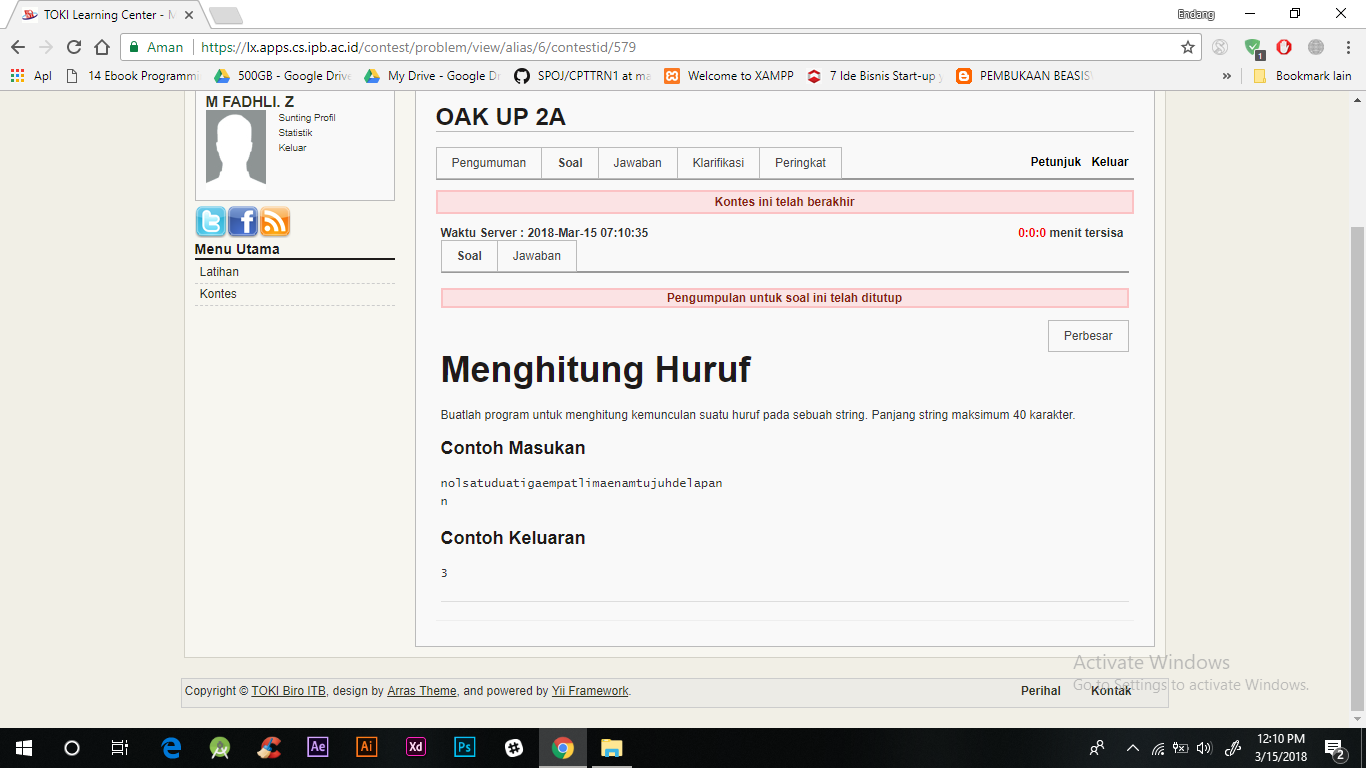 TOKI Learning Center - M
Endang
Aman https://lx.apps.cs.ipb.ac.id/contest/problem/view/alias/6/contestid/579
Apl 14 Ebook Programmi 500GB - Google Drive My Drive - Google Dr SPOJ/CPTTRN1 at ma Welcome to XAMPP 7 Ide Bisnis Start-up y PEMBUKAAN BEASIS » Bookmark lain
M FADHLI. Z
Sunting Profil
Statistik
Keluar
Menu Utama
Latihan
Kontes
OAK UP 2A
Pengumuman Soal Jawaban Klarifikasi Peringkat Petunjuk Keluar
Kontes ini telah berakhir
Waktu Server : 2018-Mar-15 07:10:35 0:0:0 menit tersisa
Soal Jawaban
Pengumpulan untuk soal ini telah ditutup
Perbesar
Menghitung Huruf
Buatlah program untuk menghitung kemunculan suatu huruf pada sebuah string. Panjang string maksimum 40 karakter.
Contoh Masukan
nolsatuduatigaempatlimaenamtujuhdelapan
n
Contoh Keluaran
3
Activate Windows
Go to Settings to activate Windows.
Copyright © TOKI Biro ITB, design by Arras Theme, and powered by Yii Framework. Perihal Kontak
Ae Ai Xd Ps
12:10 PM
3/15/2018
2